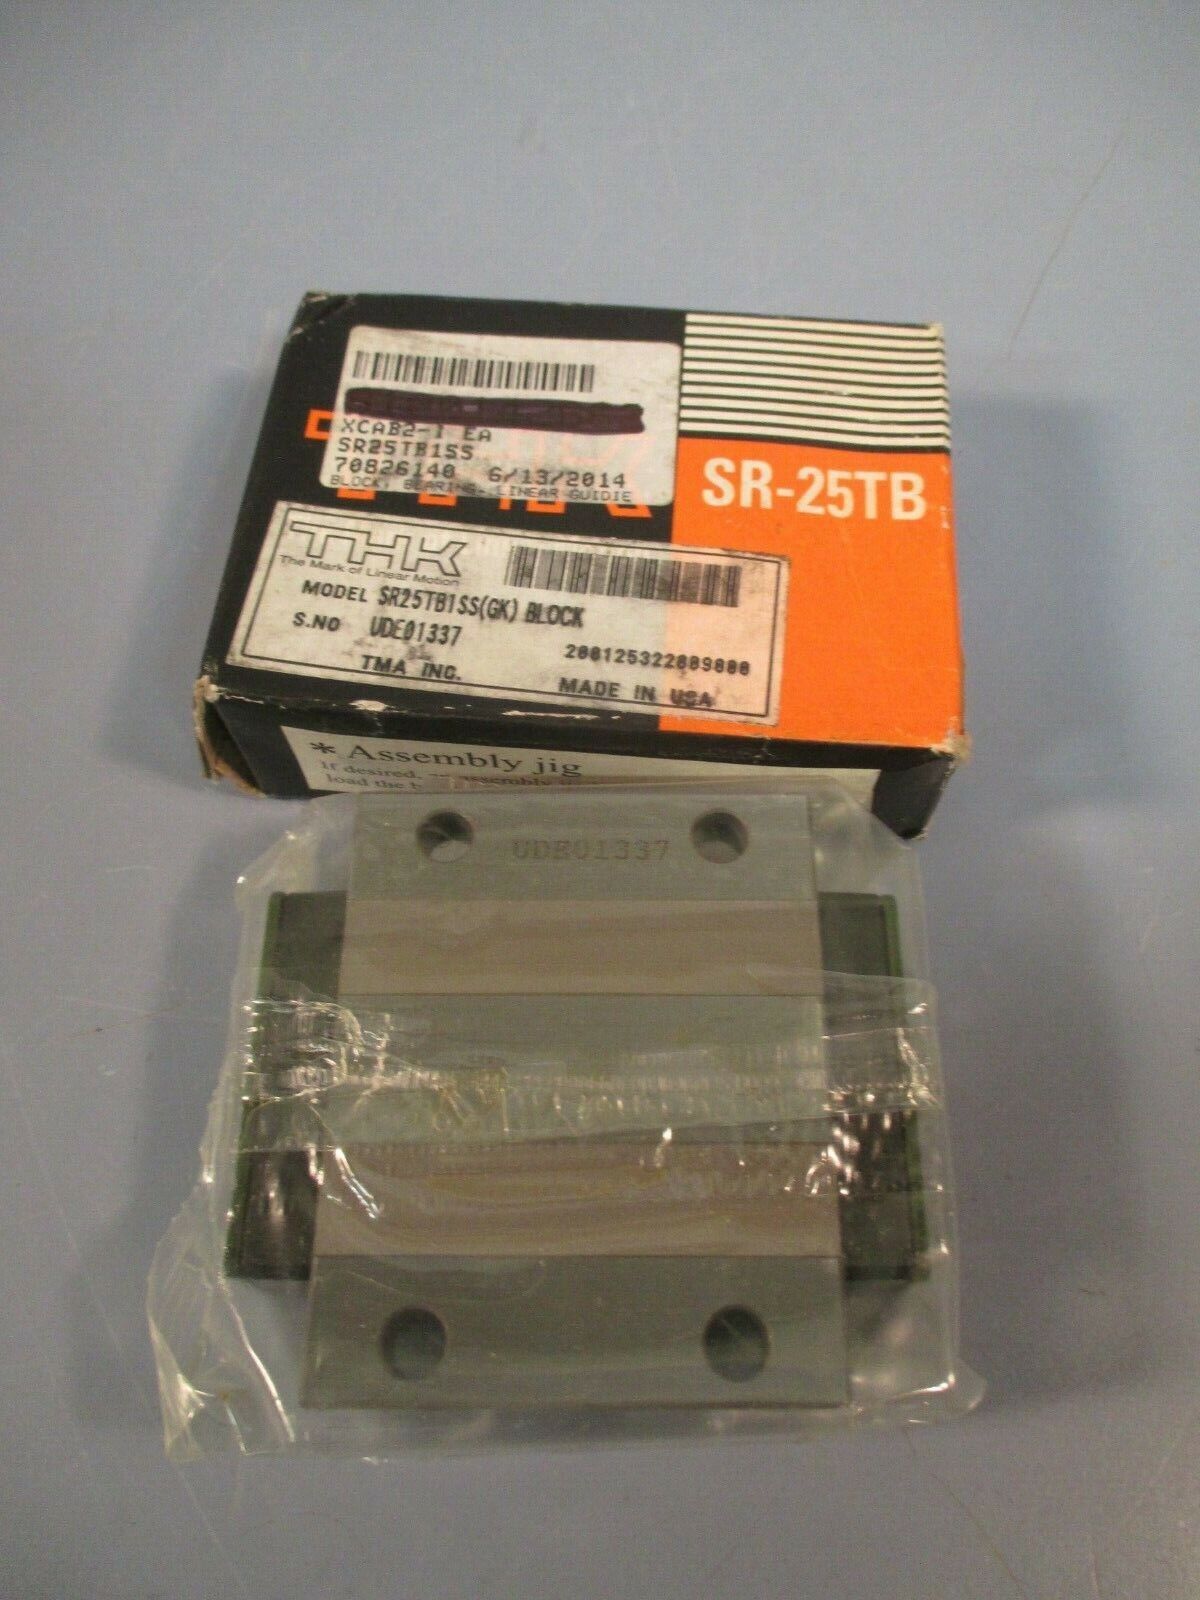 XCAB2-1 EA
SR25TB1SS
70826140 6/13/2014
BLOCK, BEARING, LINEAR GUIDIE
SR-25TB
THK
The Mark of Linear Motion
MODEL SR25TB1SS(GK) BLOCK
S.NO UDE01337
200125322009000
TMA INC.
MADE IN USA
* Assembly jig
If desired, assembly
load the
UDE01337